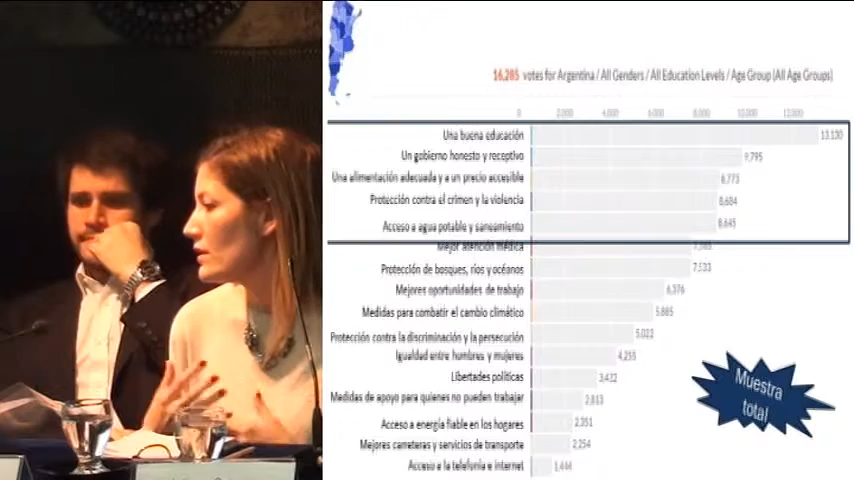 16,285 votes for Argentina / All Genders / All Education Levels / Age Group (All Age Groups)
0 2,000 4,000 6,000 8,000 10,000 12,000
Una buena educación 13,130
Un gobierno honesto y receptivo 9,795
Una alimentación adecuada y a un precio accesible 8,773
Protección contra el crimen y la violencia 8,684
Acceso a agua potable y saneamiento 8,645
Mejor atención médica
Protección de bosques, ríos y océanos 7,533
Mejores oportunidades de trabajo 6,376
Medidas para combatir el cambio climático 5,885
Protección contra la discriminación y la persecución 5,022
Igualdad entre hombres y mujeres 4,255
Libertades políticas 3,422
Medidas de apoyo para quienes no pueden trabajar 2,813
Acceso a energía fiable en los hogares 2,351
Mejores carreteras y servicios de transporte 2,254
Acceso a la telefonía e internet 1,444
Muestra
total